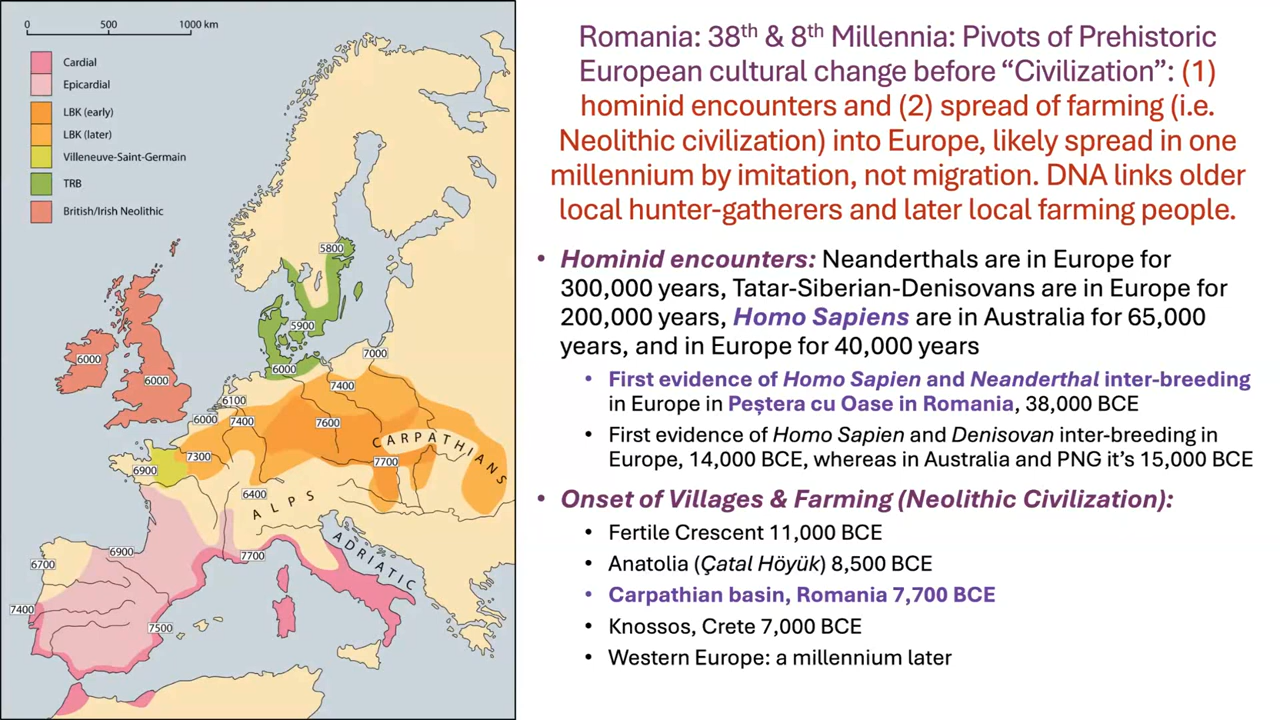 0 500 1000 km
Cardial
Epicardial
LBK (early)
LBK (later)
Villeneuve-Saint-Germain
TRB
British/Irish Neolithic
5800
5900
6000
6000
6000
7000
7400
6100
6000
7400
7600
CARPATHIANS
7300
7700
6900
6400
ALPS
ADRIATIC
7700
6900
6700
7400
7500
Romania: 38th & 8th Millennia: Pivots of Prehistoric
European cultural change before “Civilization”: (1)
hominid encounters and (2) spread of farming (i.e.
Neolithic civilization) into Europe, likely spread in one
millennium by imitation, not migration. DNA links older
local hunter-gatherers and later local farming people.
• Hominid encounters: Neanderthals are in Europe for
300,000 years, Tatar-Siberian-Denisovans are in Europe for
200,000 years, Homo Sapiens are in Australia for 65,000
years, and in Europe for 40,000 years
• First evidence of Homo Sapien and Neanderthal inter-breeding
in Europe in Peștera cu Oase in Romania, 38,000 BCE
• First evidence of Homo Sapien and Denisovan inter-breeding in
Europe, 14,000 BCE, whereas in Australia and PNG it’s 15,000 BCE
• Onset of Villages & Farming (Neolithic Civilization):
• Fertile Crescent 11,000 BCE
• Anatolia (Çatal Höyük) 8,500 BCE
• Carpathian basin, Romania 7,700 BCE
• Knossos, Crete 7,000 BCE
• Western Europe: a millennium later